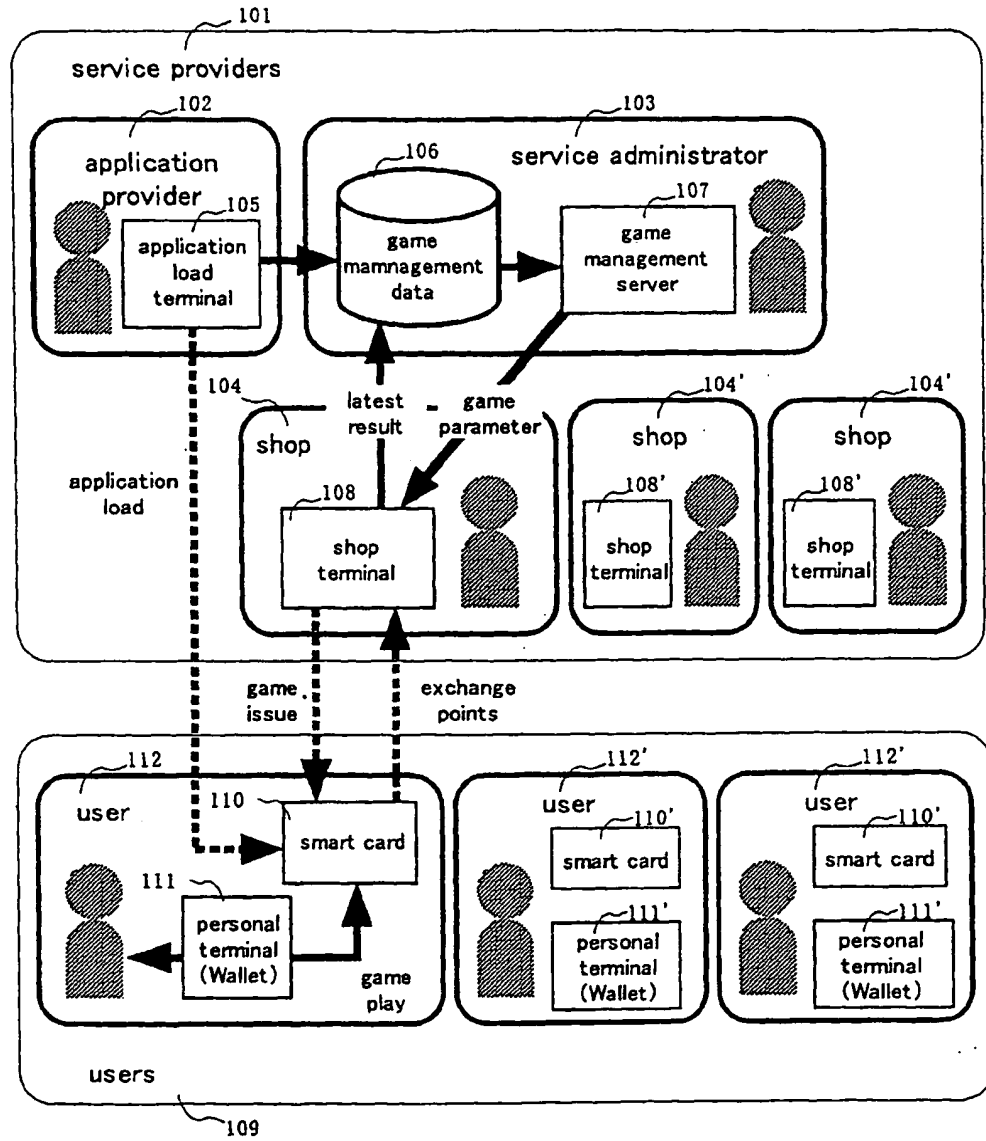 101
service providers
102
application
provider
105
application
load
terminal
103
service administrator
106
game
mamnagement
data
107
game
management
server
104
shop
latest
result
game
parameter
108
shop
terminal
104'
shop
108'
shop
terminal
104'
shop
108'
shop
terminal
application
load
game
issue
exchange
points
112
user
110
smart card
111
personal
terminal
(Wallet)
game
play
112'
user
110'
smart card
111'
personal
terminal
(Wallet)
112'
user
110'
smart card
111'
personal
terminal
(Wallet)
users
109